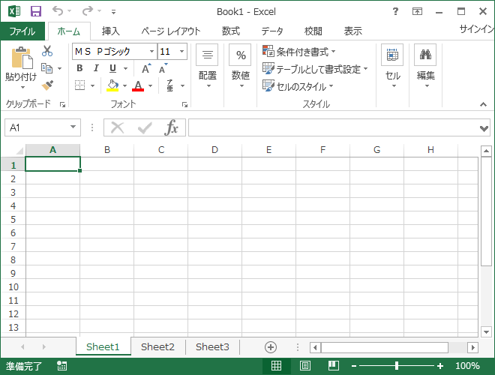 Book1 - Excel
ファイル ホーム 挿入 ページ レイアウト 数式 データ 校閲 表示 サインイン
貼り付け
クリップボード
ＭＳ Ｐゴシック 11
B I U A A
A ア亜
フォント
配置
% 数値
条件付き書式
テーブルとして書式設定
セルのスタイル
スタイル
セル
編集
A1 fx
A B C D E F G H
1
2
3
4
5
6
7
8
9
10
11
12
13
Sheet1 Sheet2 Sheet3
準備完了 100%